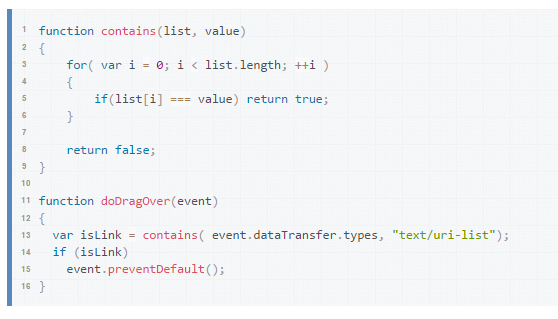 1 function contains(list, value)
2 {
3     for( var i = 0; i < list.length; ++i )
4     {
5         if(list[i] === value) return true;
6     }
7
8     return false;
9 }
10
11 function doDragOver(event)
12 {
13   var isLink = contains( event.dataTransfer.types, "text/uri-list");
14   if (isLink)
15     event.preventDefault();
16 }